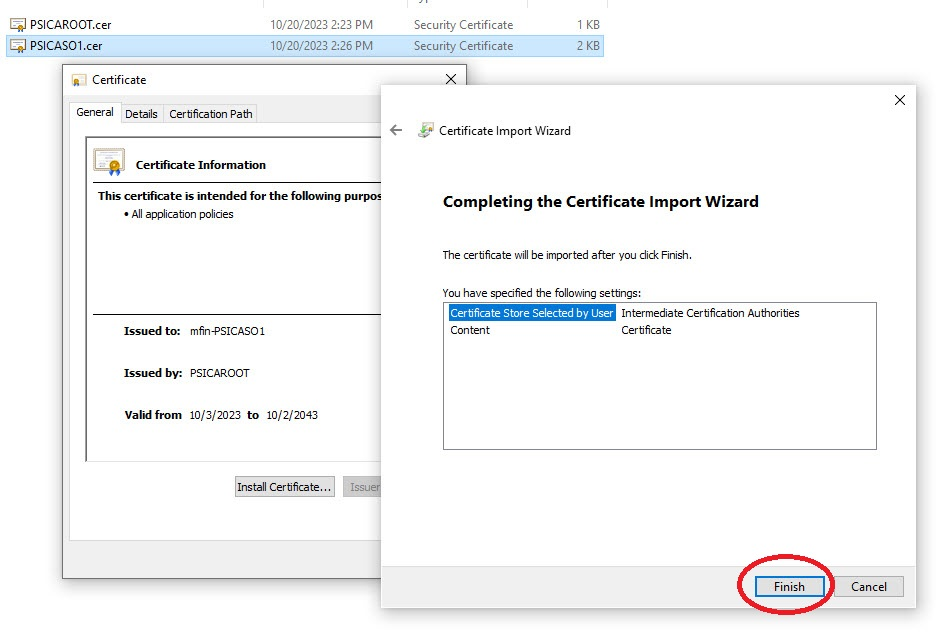 PSICAROOT.cer 10/20/2023 2:23 PM Security Certificate 1 KB
PSICASO1.cer 10/20/2023 2:26 PM Security Certificate 2 KB
Certificate
General Details Certification Path
Certificate Information
This certificate is intended for the following purpos
• All application policies
Issued to: mfin-PSICASO1
Issued by: PSICAROOT
Valid from 10/3/2023 to 10/2/2043
Install Certificate... Issuer
Certificate Import Wizard
Completing the Certificate Import Wizard
The certificate will be imported after you click Finish.
You have specified the following settings:
Certificate Store Selected by User Intermediate Certification Authorities
Content Certificate
Finish Cancel